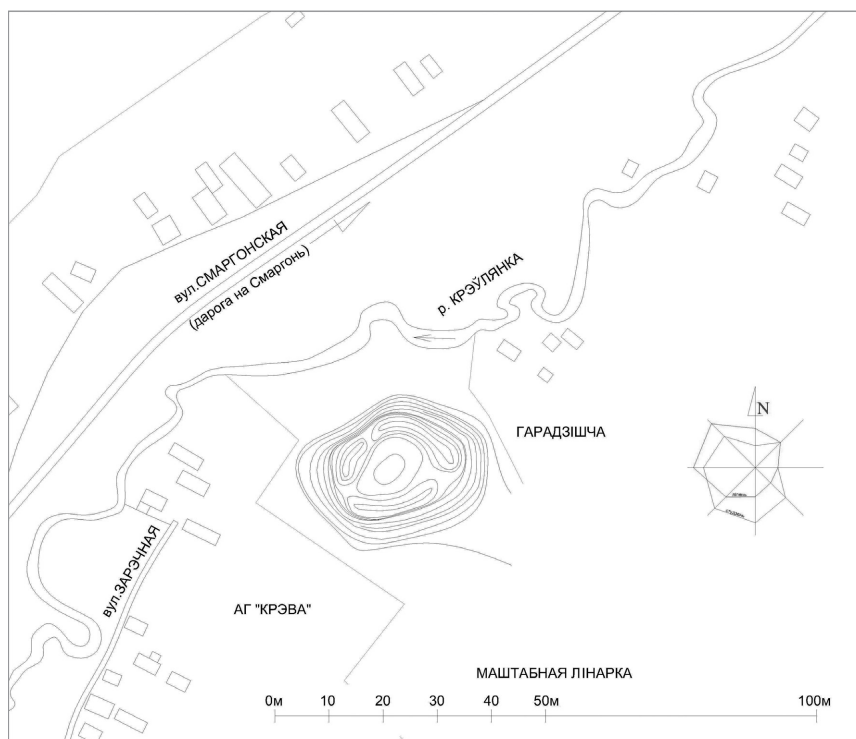 вул.СМАРГОНСКАЯ
(дарога на Смаргонь)
р. КРЭЎЛЯНКА
N
ГАРАДЗІШЧА
вул.ЗАРЭЧНАЯ
АГ "КРЭВА"
МАШТАБНАЯ ЛІНАРКА
0м 10 20 30 40 50м 100м